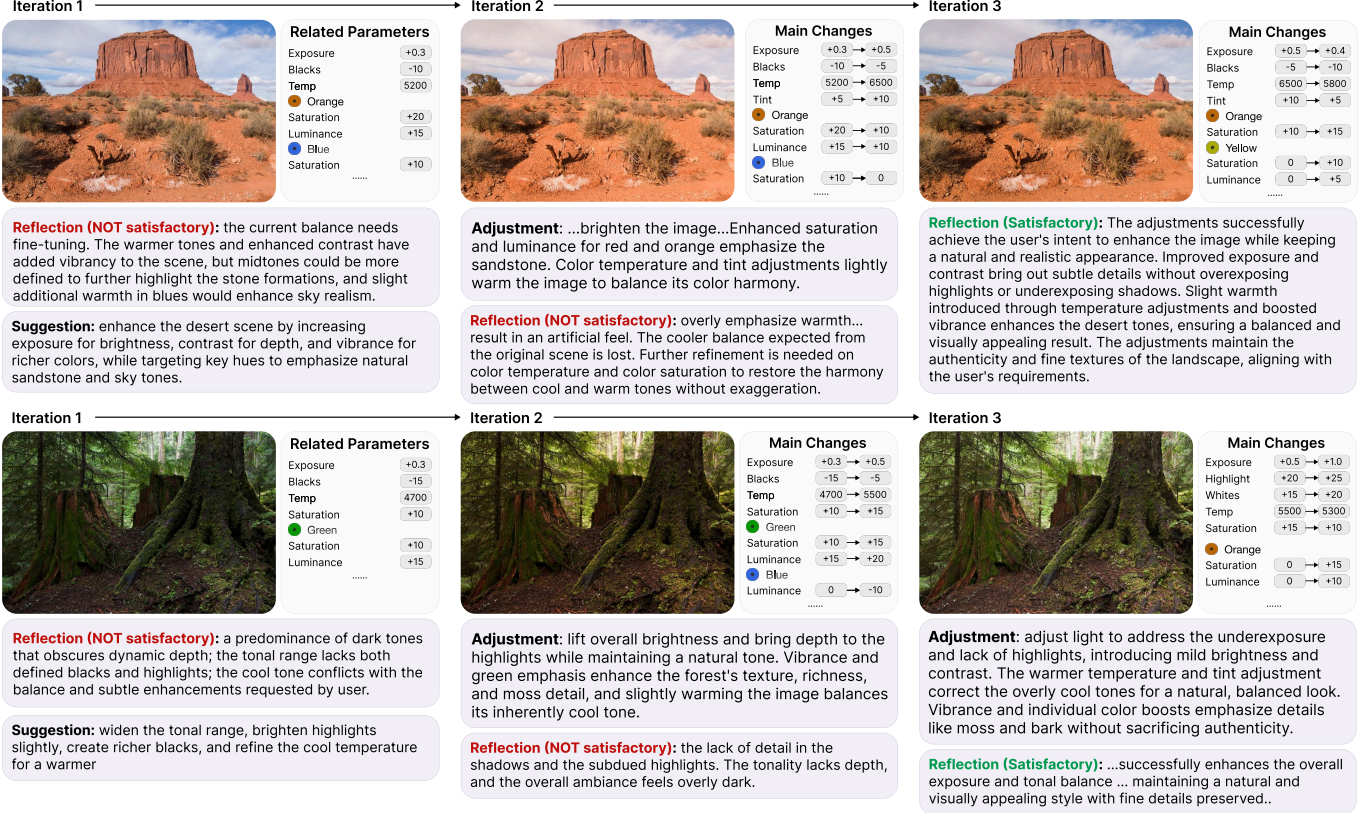 Iteration 1
Related Parameters
Exposure +0.3
Blacks -10
Temp 5200
Orange
Saturation +20
Luminance +15
Blue
Saturation +10
......
Reflection (NOT satisfactory): the current balance needs
fine-tuning. The warmer tones and enhanced contrast have
added vibrancy to the scene, but midtones could be more
defined to further highlight the stone formations, and slight
additional warmth in blues would enhance sky realism.
Suggestion: enhance the desert scene by increasing
exposure for brightness, contrast for depth, and vibrance for
richer colors, while targeting key hues to emphasize natural
sandstone and sky tones.
Iteration 2
Main Changes
Exposure +0.3 → +0.5
Blacks -10 → -5
Temp 5200 → 6500
Tint +5 → +10
Orange
Saturation +20 → +10
Luminance +15 → +10
Blue
Saturation +10 → 0
......
Adjustment: ...brighten the image...Enhanced saturation
and luminance for red and orange emphasize the
sandstone. Color temperature and tint adjustments lightly
warm the image to balance its color harmony.
Reflection (NOT satisfactory): overly emphasize warmth...
result in an artificial feel. The cooler balance expected from
the original scene is lost. Further refinement is needed on
color temperature and color saturation to restore the harmony
between cool and warm tones without exaggeration.
Iteration 3
Main Changes
Exposure +0.5 → +0.4
Blacks -5 → -10
Temp 6500 → 5800
Tint +10 → +5
Orange
Saturation +10 → +15
Yellow
Saturation 0 → +10
Luminance 0 → +5
......
Reflection (Satisfactory): The adjustments successfully
achieve the user's intent to enhance the image while keeping
a natural and realistic appearance. Improved exposure and
contrast bring out subtle details without overexposing
highlights or underexposing shadows. Slight warmth
introduced through temperature adjustments and boosted
vibrance enhances the desert tones, ensuring a balanced and
visually appealing result. The adjustments maintain the
authenticity and fine textures of the landscape, aligning with
the user's requirements.
Iteration 1
Related Parameters
Exposure +0.3
Blacks -15
Temp 4700
Saturation +10
Green
Saturation +10
Luminance +15
......
Reflection (NOT satisfactory): a predominance of dark tones
that obscures dynamic depth; the tonal range lacks both
defined blacks and highlights; the cool tone conflicts with the
balance and subtle enhancements requested by user.
Suggestion: widen the tonal range, brighten highlights
slightly, create richer blacks, and refine the cool temperature
for a warmer
Iteration 2
Main Changes
Exposure +0.3 → +0.5
Blacks -15 → -5
Temp 4700 → 5500
Saturation +10 → +15
Green
Saturation +10 → +15
Luminance +15 → +20
Blue
Luminance 0 → -10
......
Adjustment: lift overall brightness and bring depth to the
highlights while maintaining a natural tone. Vibrance and
green emphasis enhance the forest's texture, richness,
and moss detail, and slightly warming the image balances
its inherently cool tone.
Reflection (NOT satisfactory): the lack of detail in the
shadows and the subdued highlights. The tonality lacks depth,
and the overall ambiance feels overly dark.
Iteration 3
Main Changes
Exposure +0.5 → +1.0
Highlight +20 → +25
Whites +15 → +20
Temp 5500 → 5300
Saturation +15 → +10
Orange
Saturation 0 → +15
Luminance 0 → +10
......
Adjustment: adjust light to address the underexposure
and lack of highlights, introducing mild brightness and
contrast. The warmer temperature and tint adjustment
correct the overly cool tones for a natural, balanced look.
Vibrance and individual color boosts emphasize details
like moss and bark without sacrificing authenticity.
Reflection (Satisfactory): ...successfully enhances the overall
exposure and tonal balance ... maintaining a natural and
visually appealing style with fine details preserved..